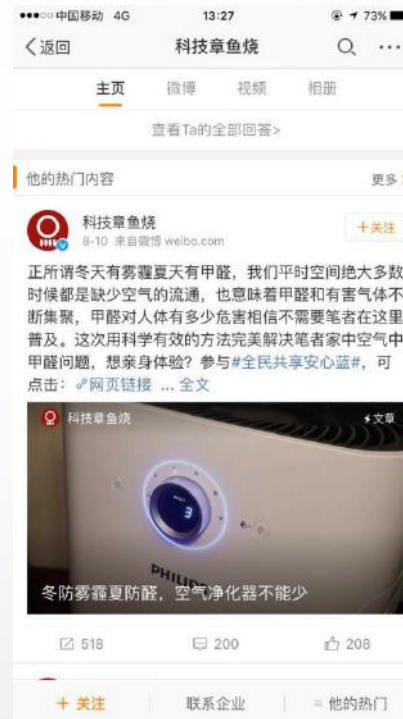 中国移动 4G 13:27 73%
返回 科技章鱼烧
主页 微博 视频 相册
查看Ta的全部回答>
他的热门内容 更多
科技章鱼烧
8-10 来自微博 weibo.com
+关注
正所谓冬天有雾霾夏天有甲醛，我们平时空间绝大多数
时候都是缺少空气的流通，也意味着甲醛和有害气体不
断集聚，甲醛对人体有多少危害相信不需要笔者在这里
普及。这次用科学有效的方法完美解决笔者家中空气中
甲醛问题，想亲身体验？参与#全民共享安心蓝#，可
点击：网页链接 ... 全文
科技章鱼烧 文章
3
PHILIPS
冬防雾霾夏防醛，空气净化器不能少
518 200 208
+ 关注 联系企业 他的热门